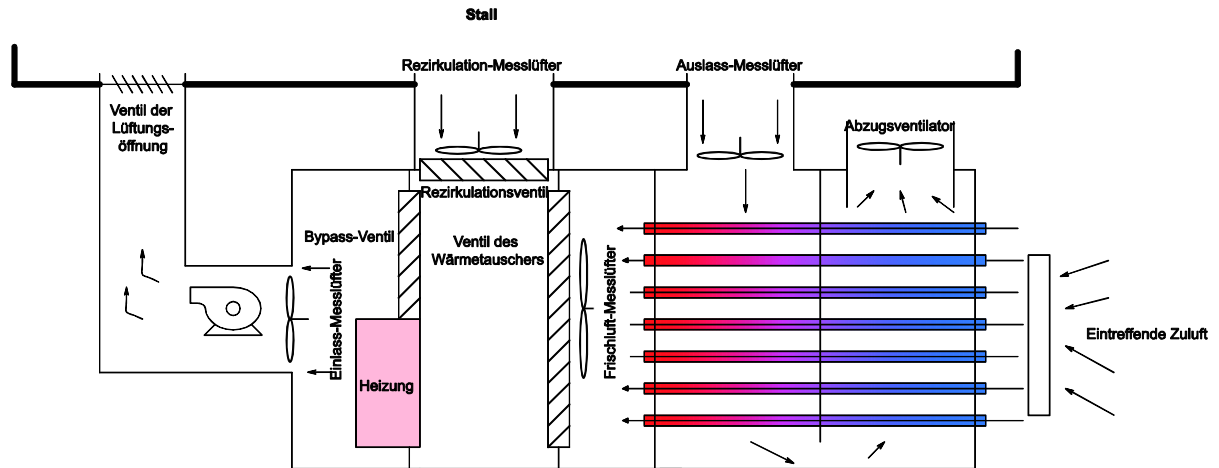 Stall
Rezirkulation-Messlüfter
Auslass-Messlüfter
Ventil der
Lüftungs-
öffnung
Abzugsventilator
Rezirkulationsventil
Bypass-Ventil
Ventil des
Wärmetauschers
Einlass-Messlüfter
Frischluft-Messlüfter
Eintreffende Zuluft
Heizung